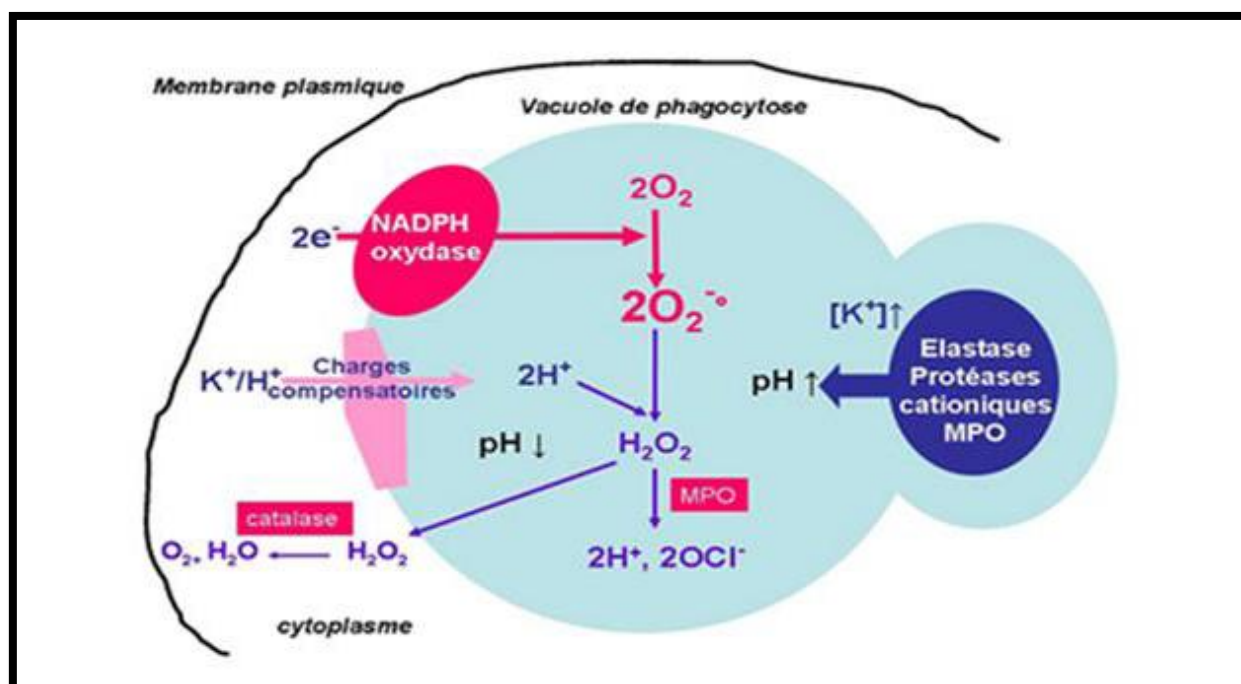 Membrane plasmique
Vacuole de phagocytose
2O₂
NADPH
oxydase
2e⁻
2O₂⁻°
[K⁺]↑
Elastase
Protéases
cationiques
MPO
pH ↑
K⁺/H⁺
Charges
compensatoires
2H⁺
pH ↓
H₂O₂
MPO
catalase
O₂, H₂O
H₂O₂
2H⁺, 2OCl⁻
cytoplasme